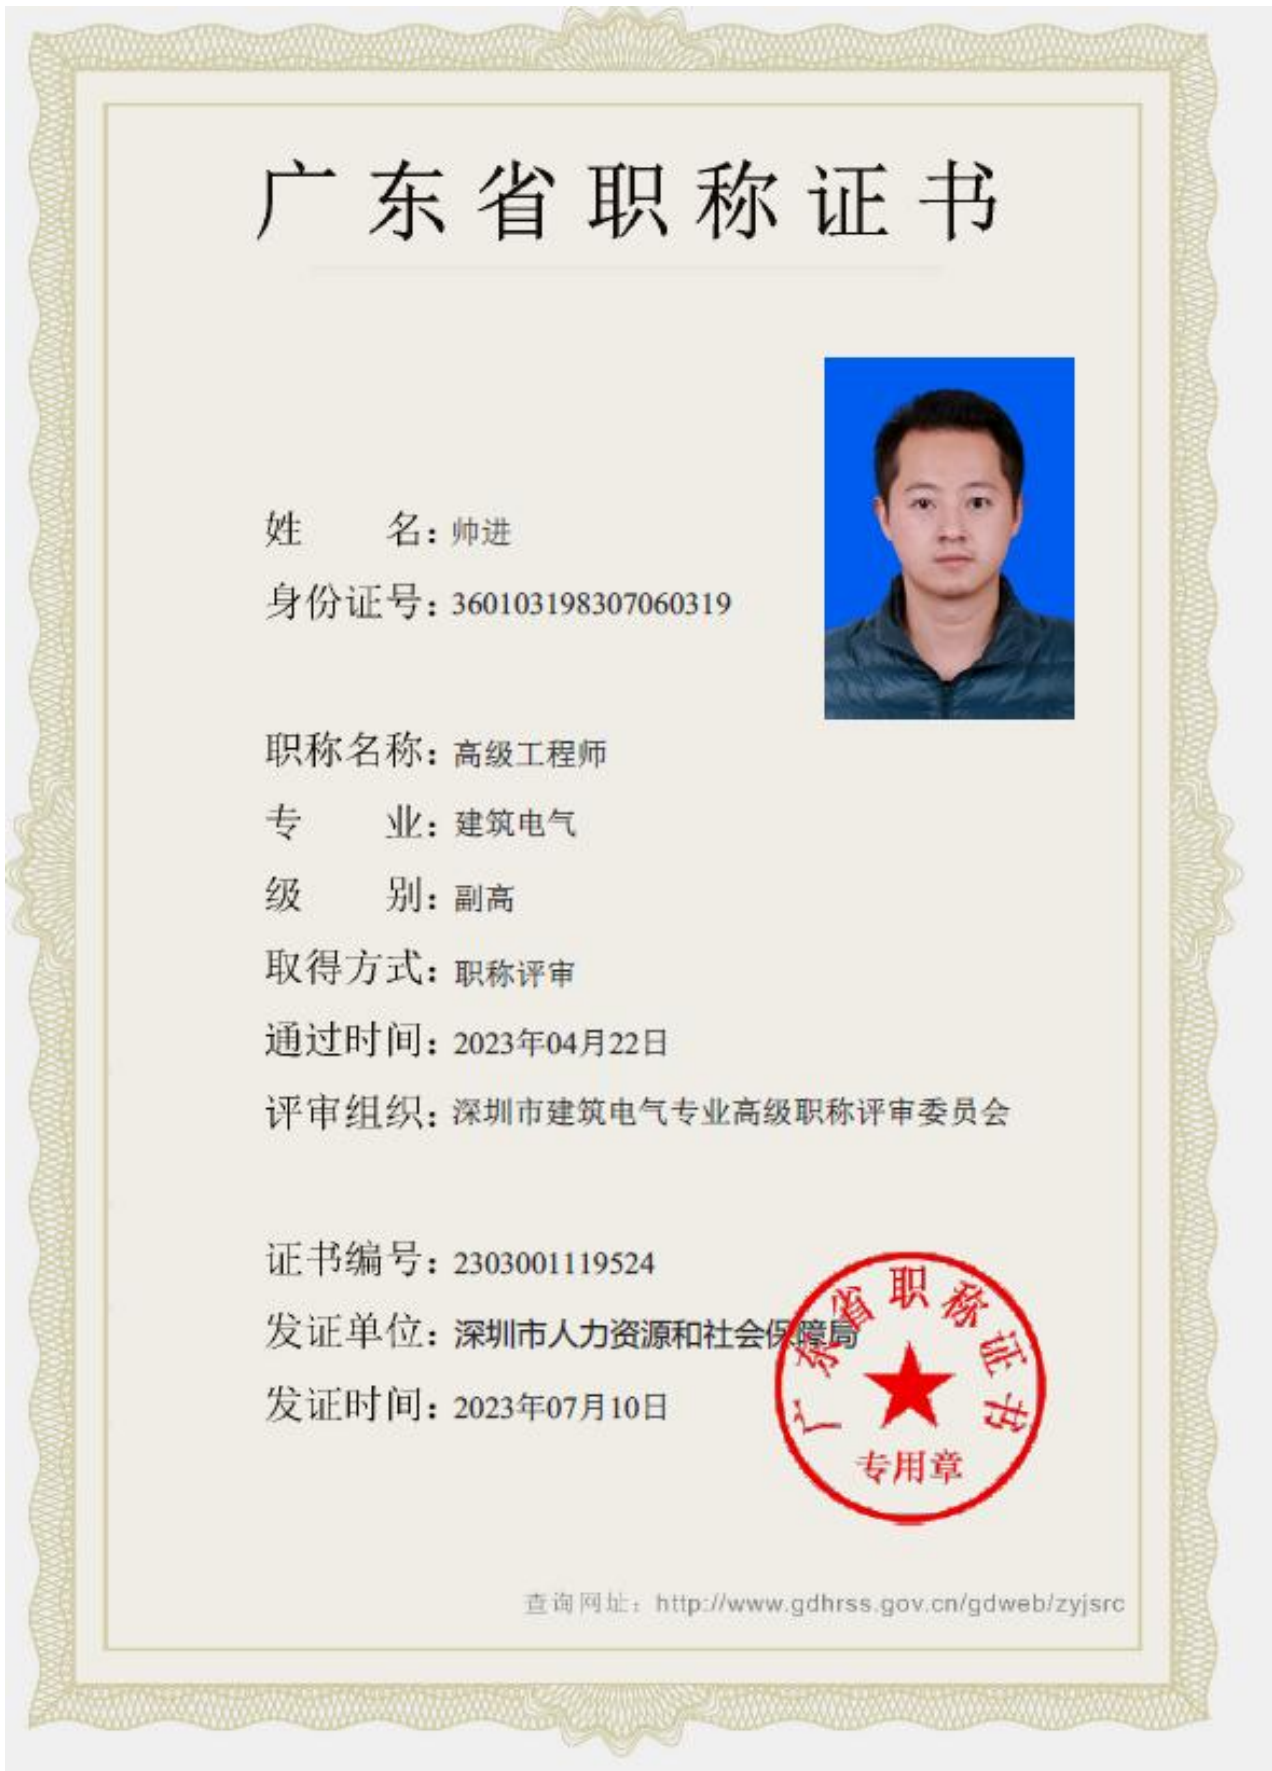 广东省职称证书
姓名：帅进
身份证号：360103198307060319
职称名称：高级工程师
专业：建筑电气
级别：副高
取得方式：职称评审
通过时间：2023年04月22日
评审组织：深圳市建筑电气专业高级职称评审委员会
证书编号：2303001119524
发证单位：深圳市人力资源和社会保障局
发证时间：2023年07月10日
广东省职称证书
专用章
查询网址：http://www.gdhrss.gov.cn/gdweb/zyjsrc